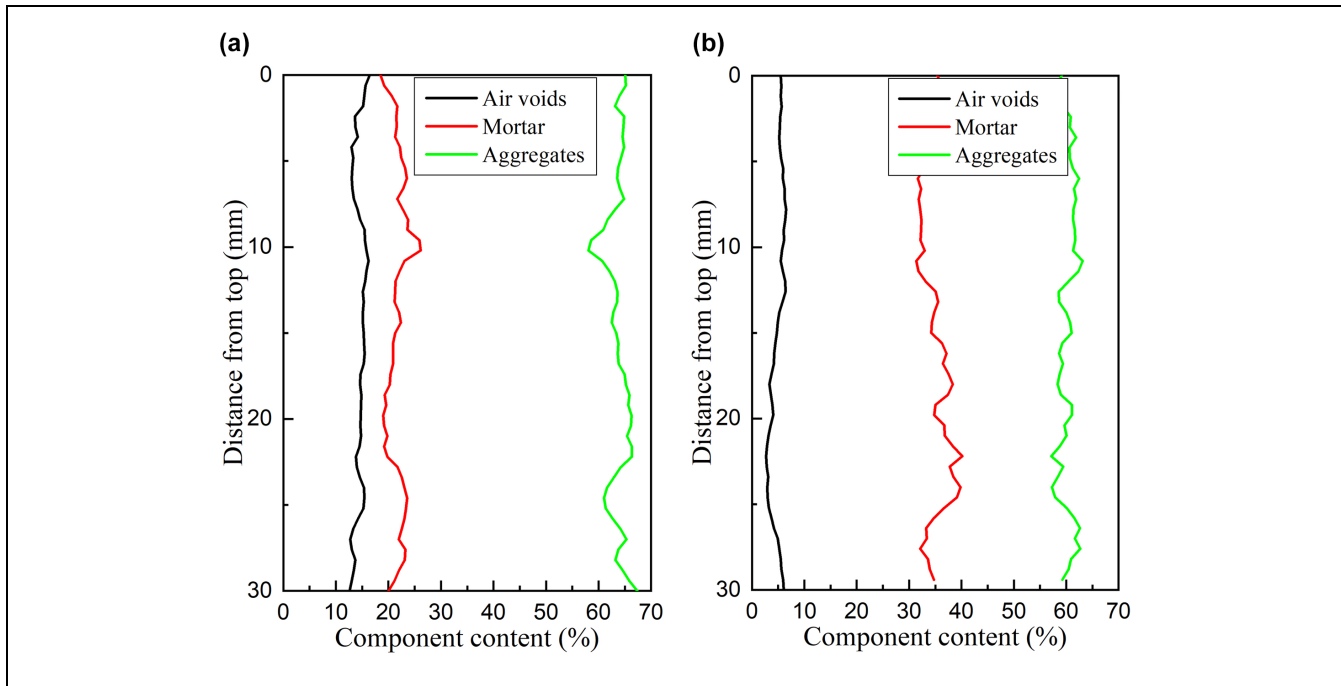 (a)
Air voids
Mortar
Aggregates
Distance from top (mm)
0
10
20
30
0 10 20 30 40 50 60 70
Component content (%)
(b)
Air voids
Mortar
Aggregates
Distance from top (mm)
0
10
20
30
0 10 20 30 40 50 60 70
Component content (%)